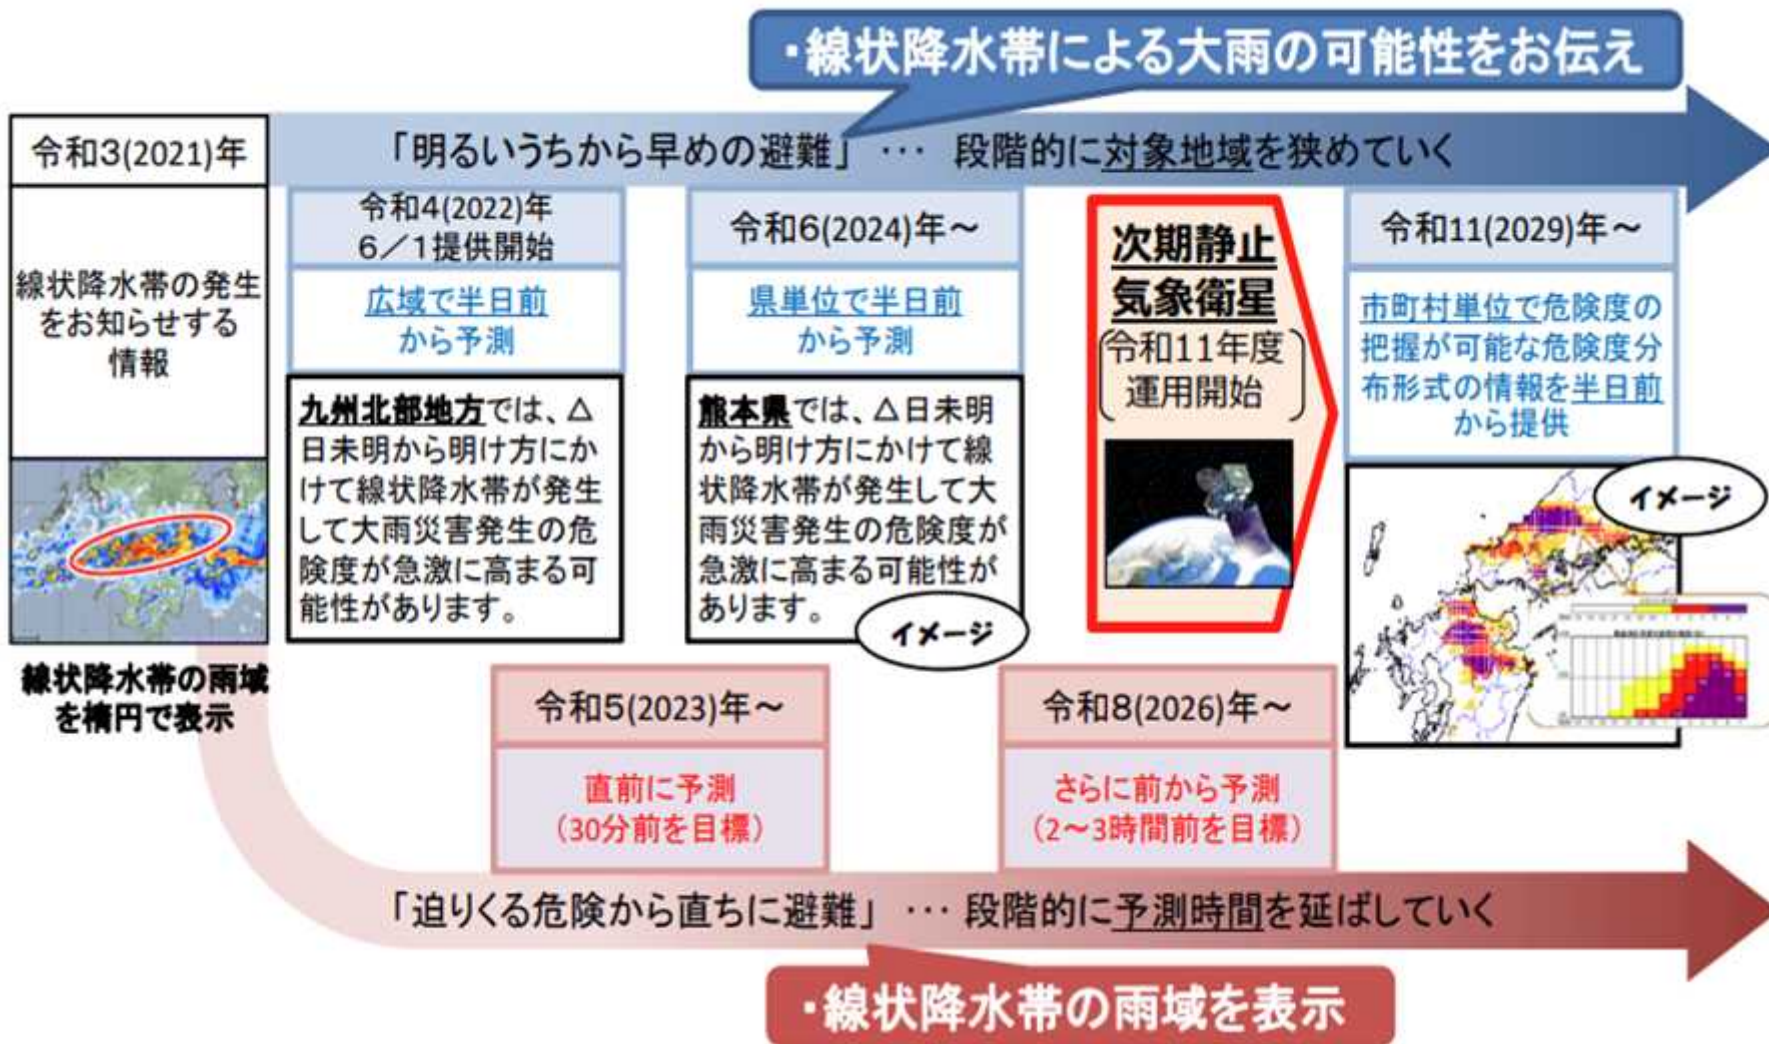 ・線状降水帯による大雨の可能性をお伝え
「明るいうちから早めの避難」 ･･･ 段階的に対象地域を狭めていく
令和3(2021)年
線状降水帯の発生
をお知らせする
情報
線状降水帯の雨域
を楕円で表示
令和4(2022)年
6／1提供開始
広域で半日前
から予測
九州北部地方では、△
日未明から明け方にか
けて線状降水帯が発生
して大雨災害発生の危
険度が急激に高まる可
能性があります。
令和6(2024)年～
県単位で半日前
から予測
熊本県では、△日未明
から明け方にかけて線
状降水帯が発生して大
雨災害発生の危険度が
急激に高まる可能性が
あります。
イメージ
次期静止
気象衛星
令和11年度
運用開始
令和11(2029)年～
市町村単位で危険度の
把握が可能な危険度分
布形式の情報を半日前
から提供
イメージ
令和5(2023)年～
直前に予測
（30分前を目標）
令和8(2026)年～
さらに前から予測
（2～3時間前を目標）
「迫りくる危険から直ちに避難」 ･･･ 段階的に予測時間を延ばしていく
・線状降水帯の雨域を表示